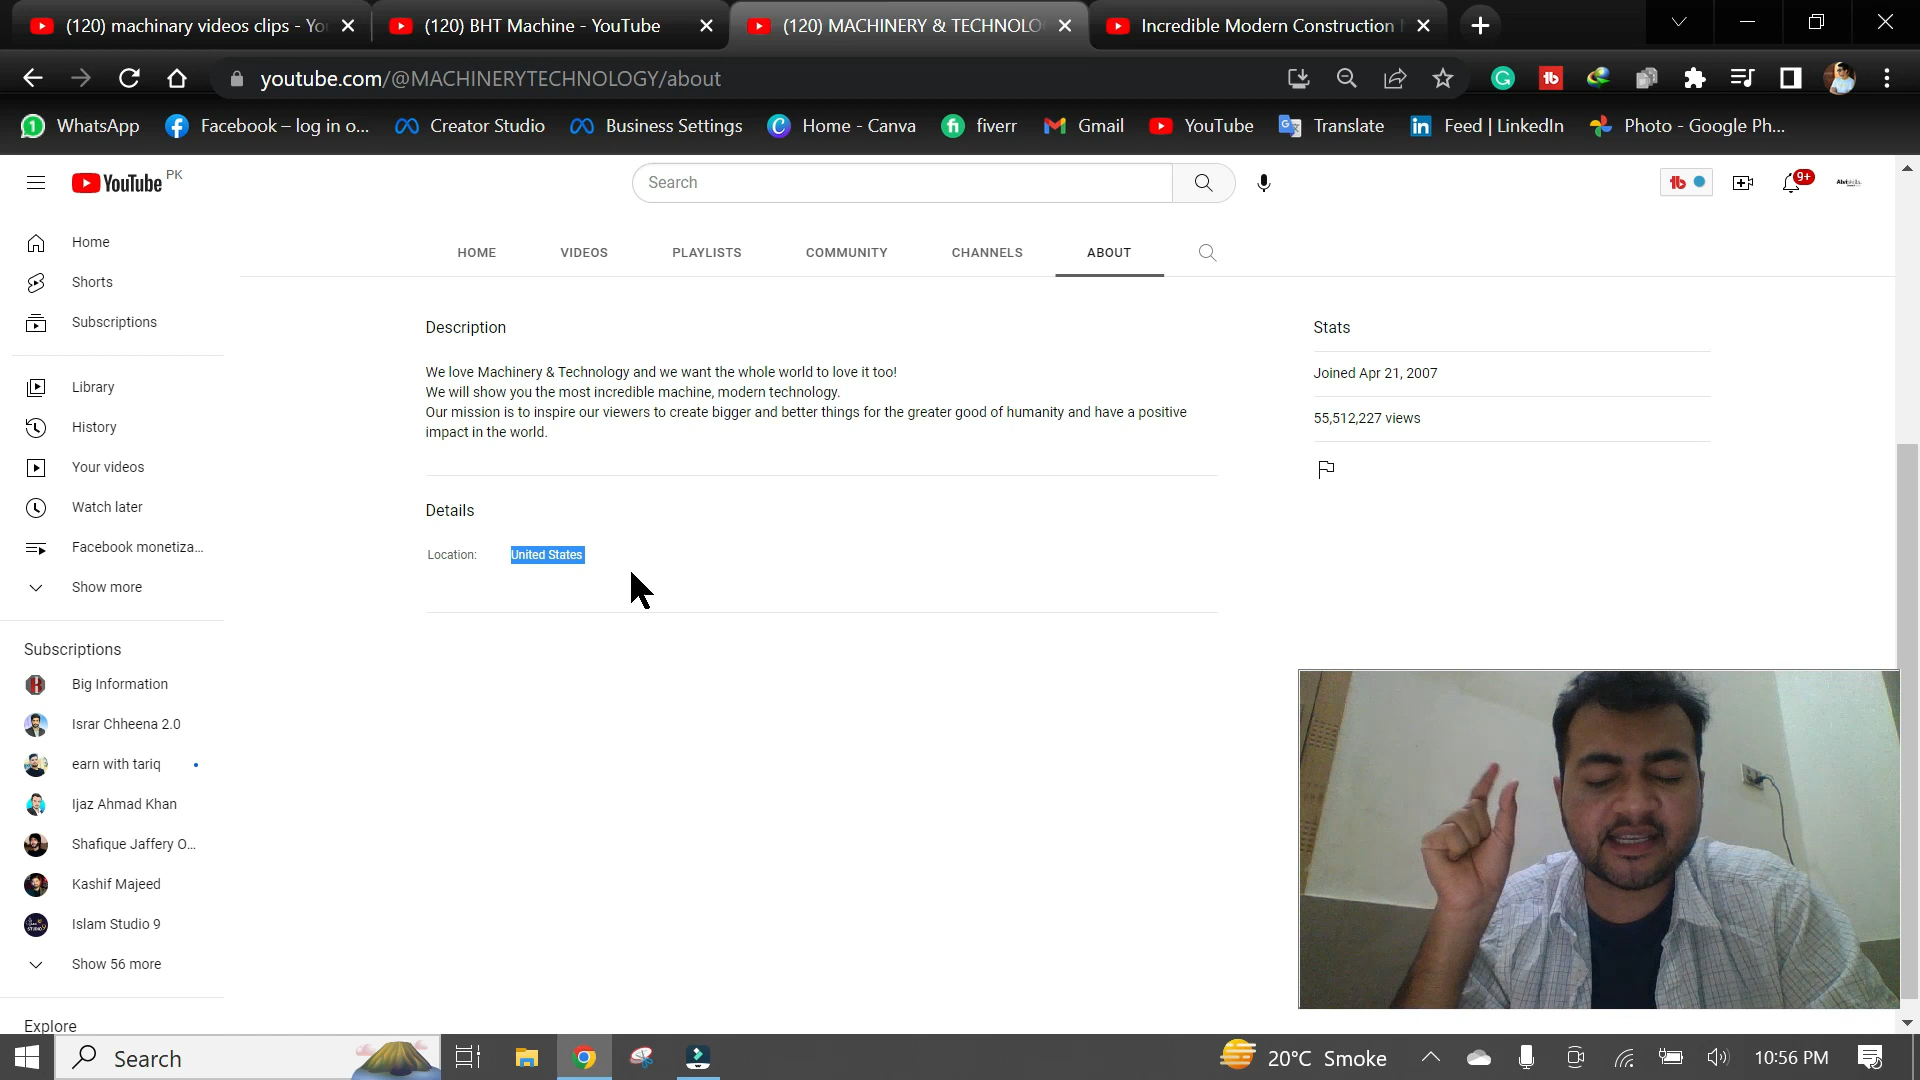 (120) machinary videos clips - Yo
(120) BHT Machine - YouTube
(120) MACHINERY & TECHNOLO
Incredible Modern Construction
youtube.com/@MACHINERYTECHNOLOGY/about
WhatsApp
Facebook – log in o...
Creator Studio
Business Settings
Home - Canva
fiverr
Gmail
YouTube
Translate
Feed | LinkedIn
Photo - Google Ph...
YouTube PK
Search
9+
Home
Shorts
Subscriptions
Library
History
Your videos
Watch later
Facebook monetiza...
Show more
Subscriptions
Big Information
Israr Chheena 2.0
earn with tariq
Ijaz Ahmad Khan
Shafique Jaffery O...
Kashif Majeed
Islam Studio 9
Show 56 more
Explore
HOME
VIDEOS
PLAYLISTS
COMMUNITY
CHANNELS
ABOUT
Description
We love Machinery & Technology and we want the whole world to love it too!
We will show you the most incredible machine, modern technology.
Our mission is to inspire our viewers to create bigger and better things for the greater good of humanity and have a positive
impact in the world.
Details
Location: United States
Stats
Joined Apr 21, 2007
55,512,227 views
Search
20°C Smoke
10:56 PM